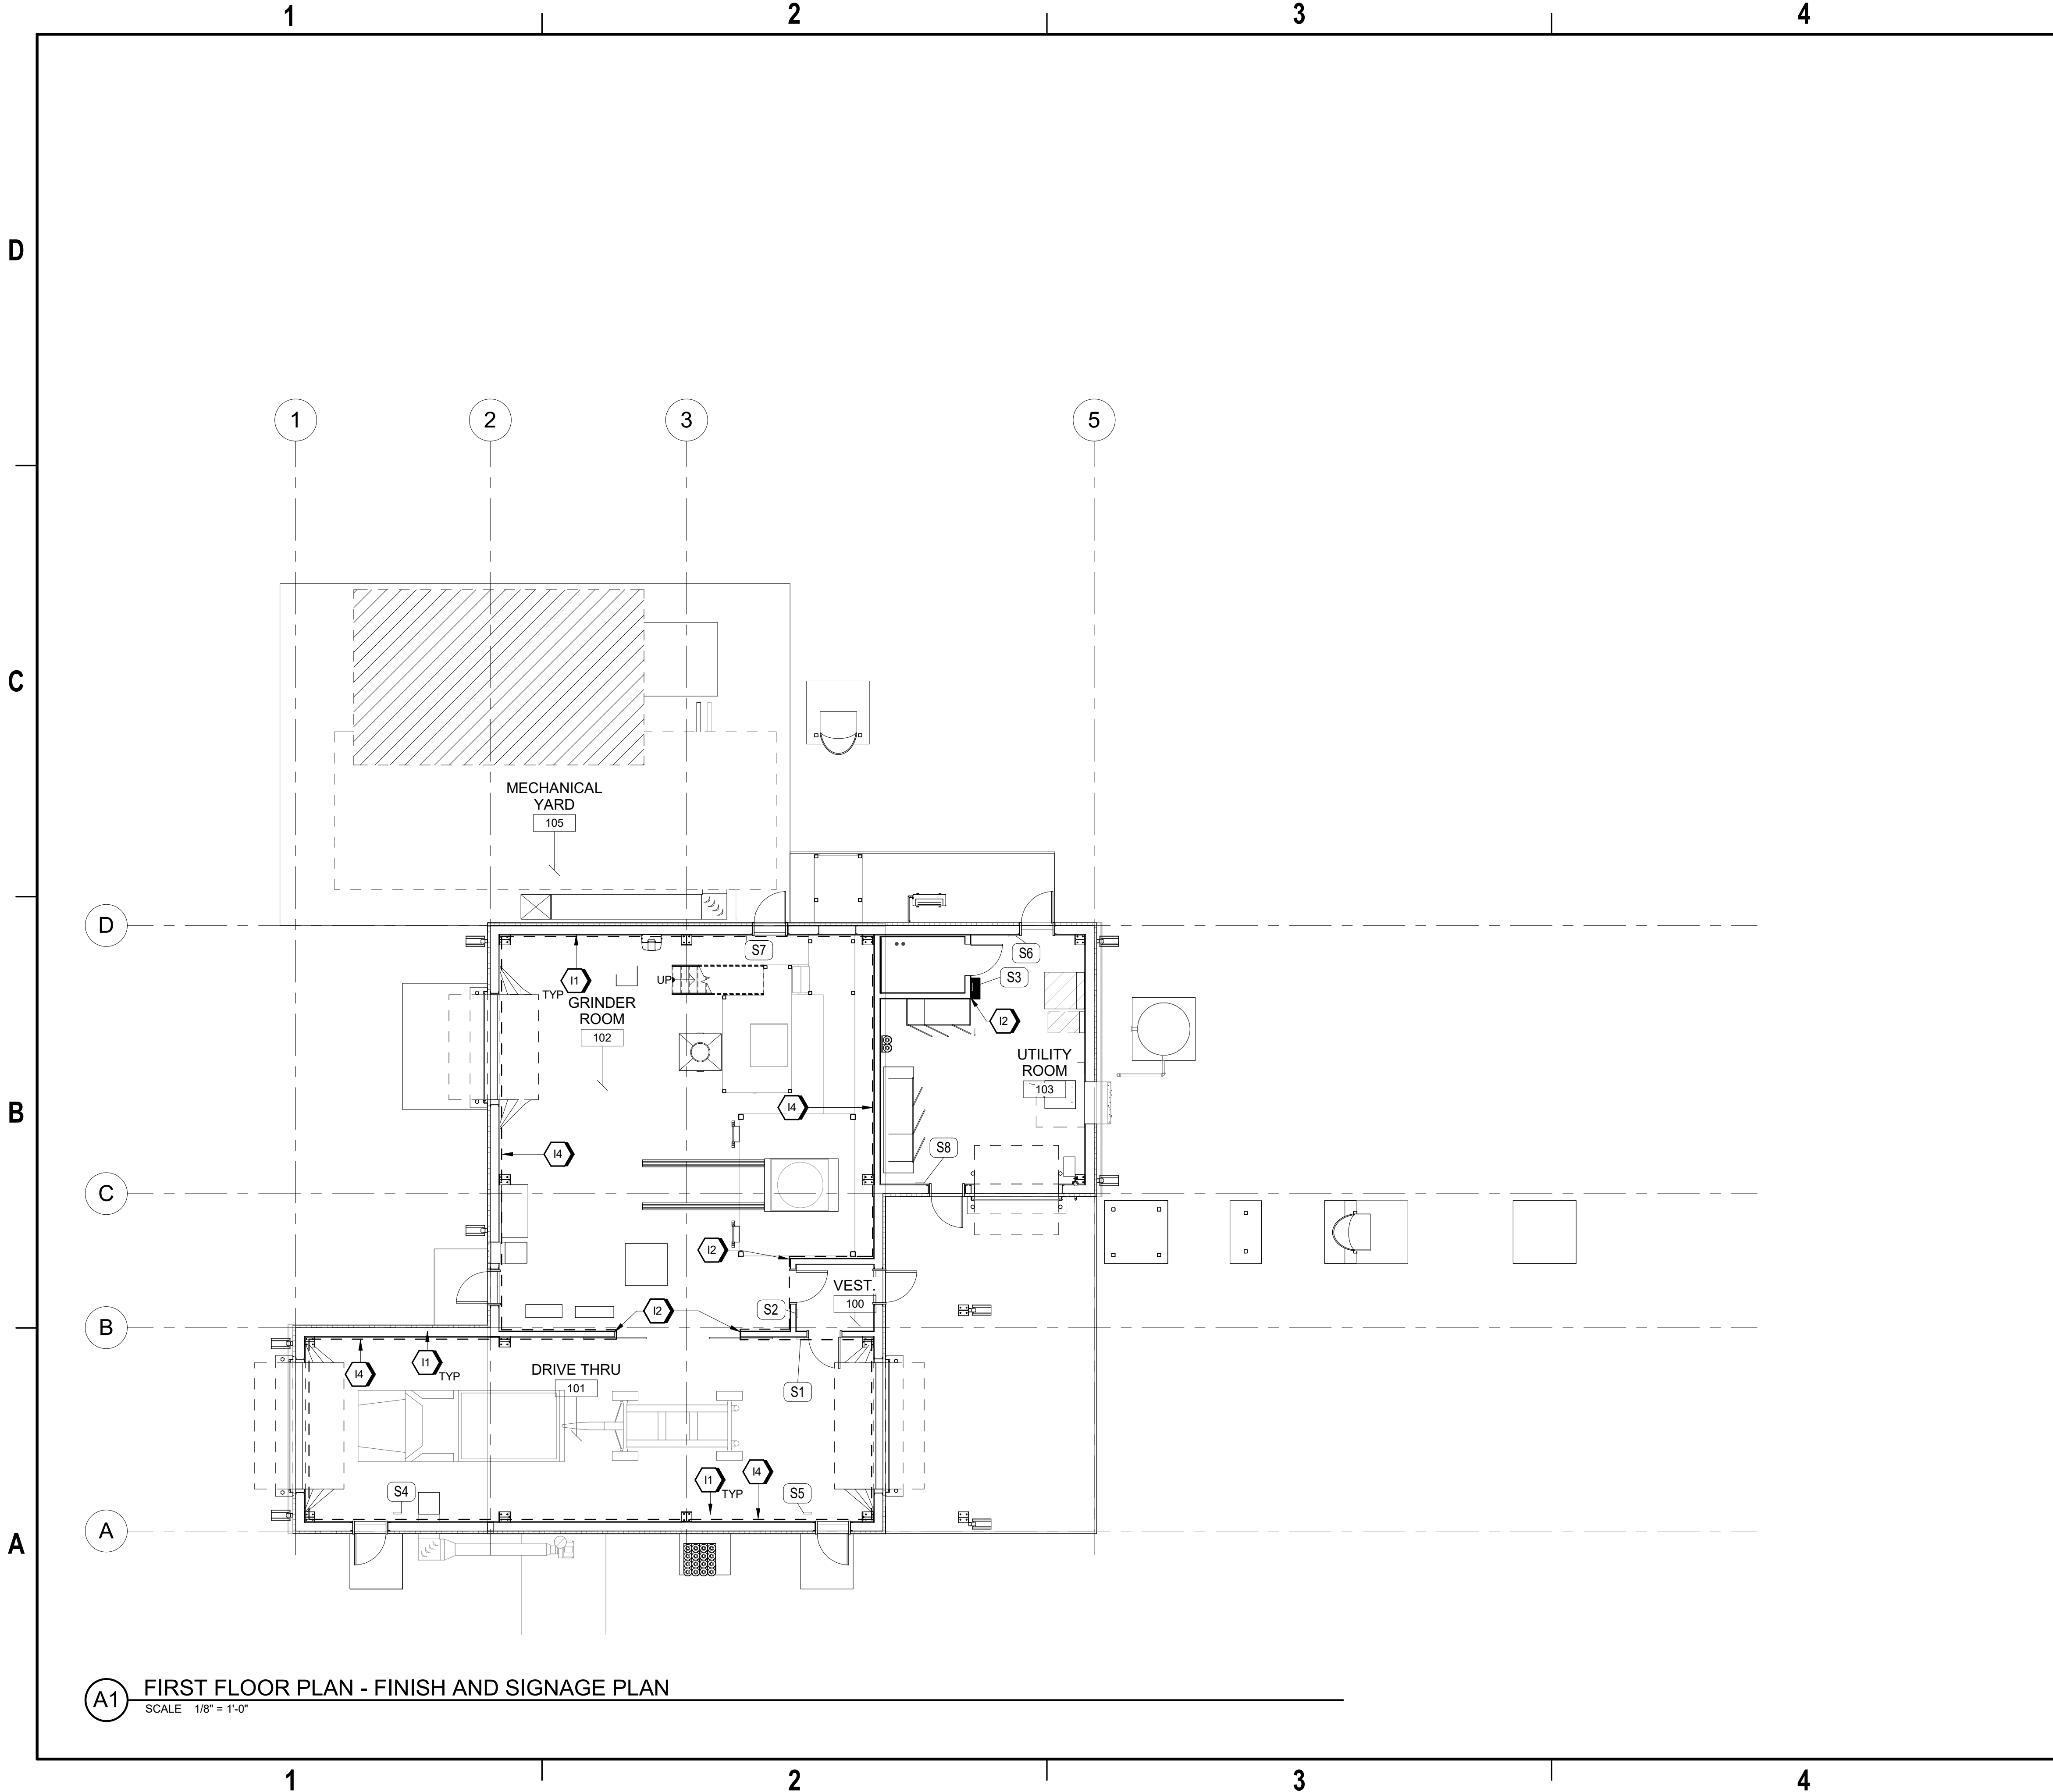 1 2 3 4
D
1 2 3 5
C
MECHANICAL
YARD
105
D
S7
S6
I1
UP
S3
TYP
GRINDER
ROOM
102
I2
UTILITY
ROOM
103
B
I4
S8
I4
C
I2
VEST.
100
I2
S2
B
I4
I1
TYP
DRIVE THRU
101
S1
I1
TYP
I4
S4
S5
A
A
A1
FIRST FLOOR PLAN - FINISH AND SIGNAGE PLAN
SCALE 1/8" = 1'-0"
1 2 3 4